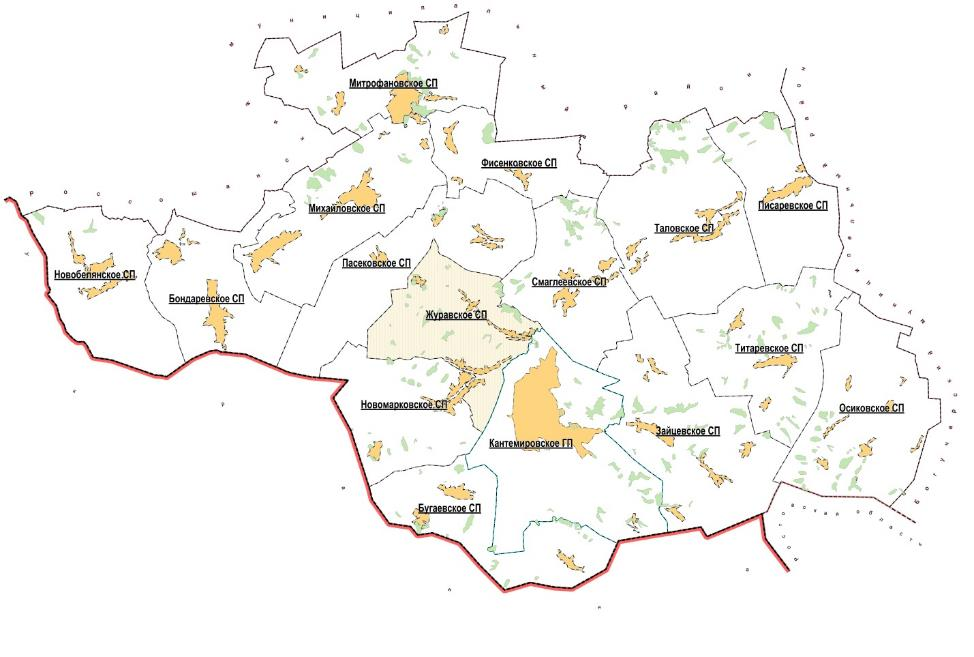 Митрофановское СП
Фисенковское СП
Михайловское СП
Писаревское СП
Таловское СП
Пасековское СП
Новобелянское СП
Смаглеевское СП
Бондаревское СП
Журавское СП
Титаревское СП
Новомарковское СП
Осиковское СП
Зайцевское СП
Кантемировское ГП
Бугаевское СП